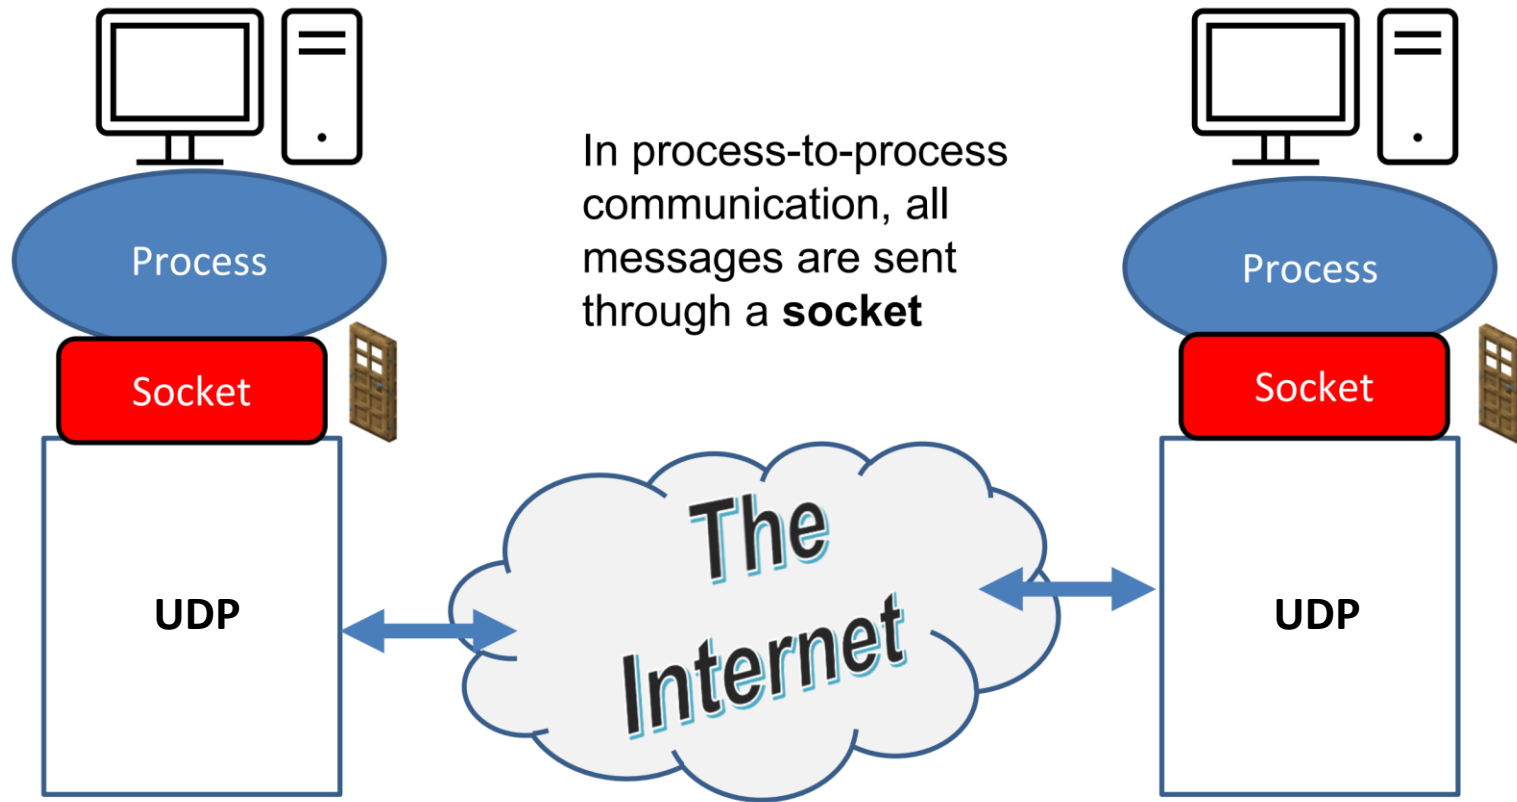 In process-to-process
communication, all
messages are sent
through a socket
Process
Process
Socket
Socket
The
Internet
UDP
UDP